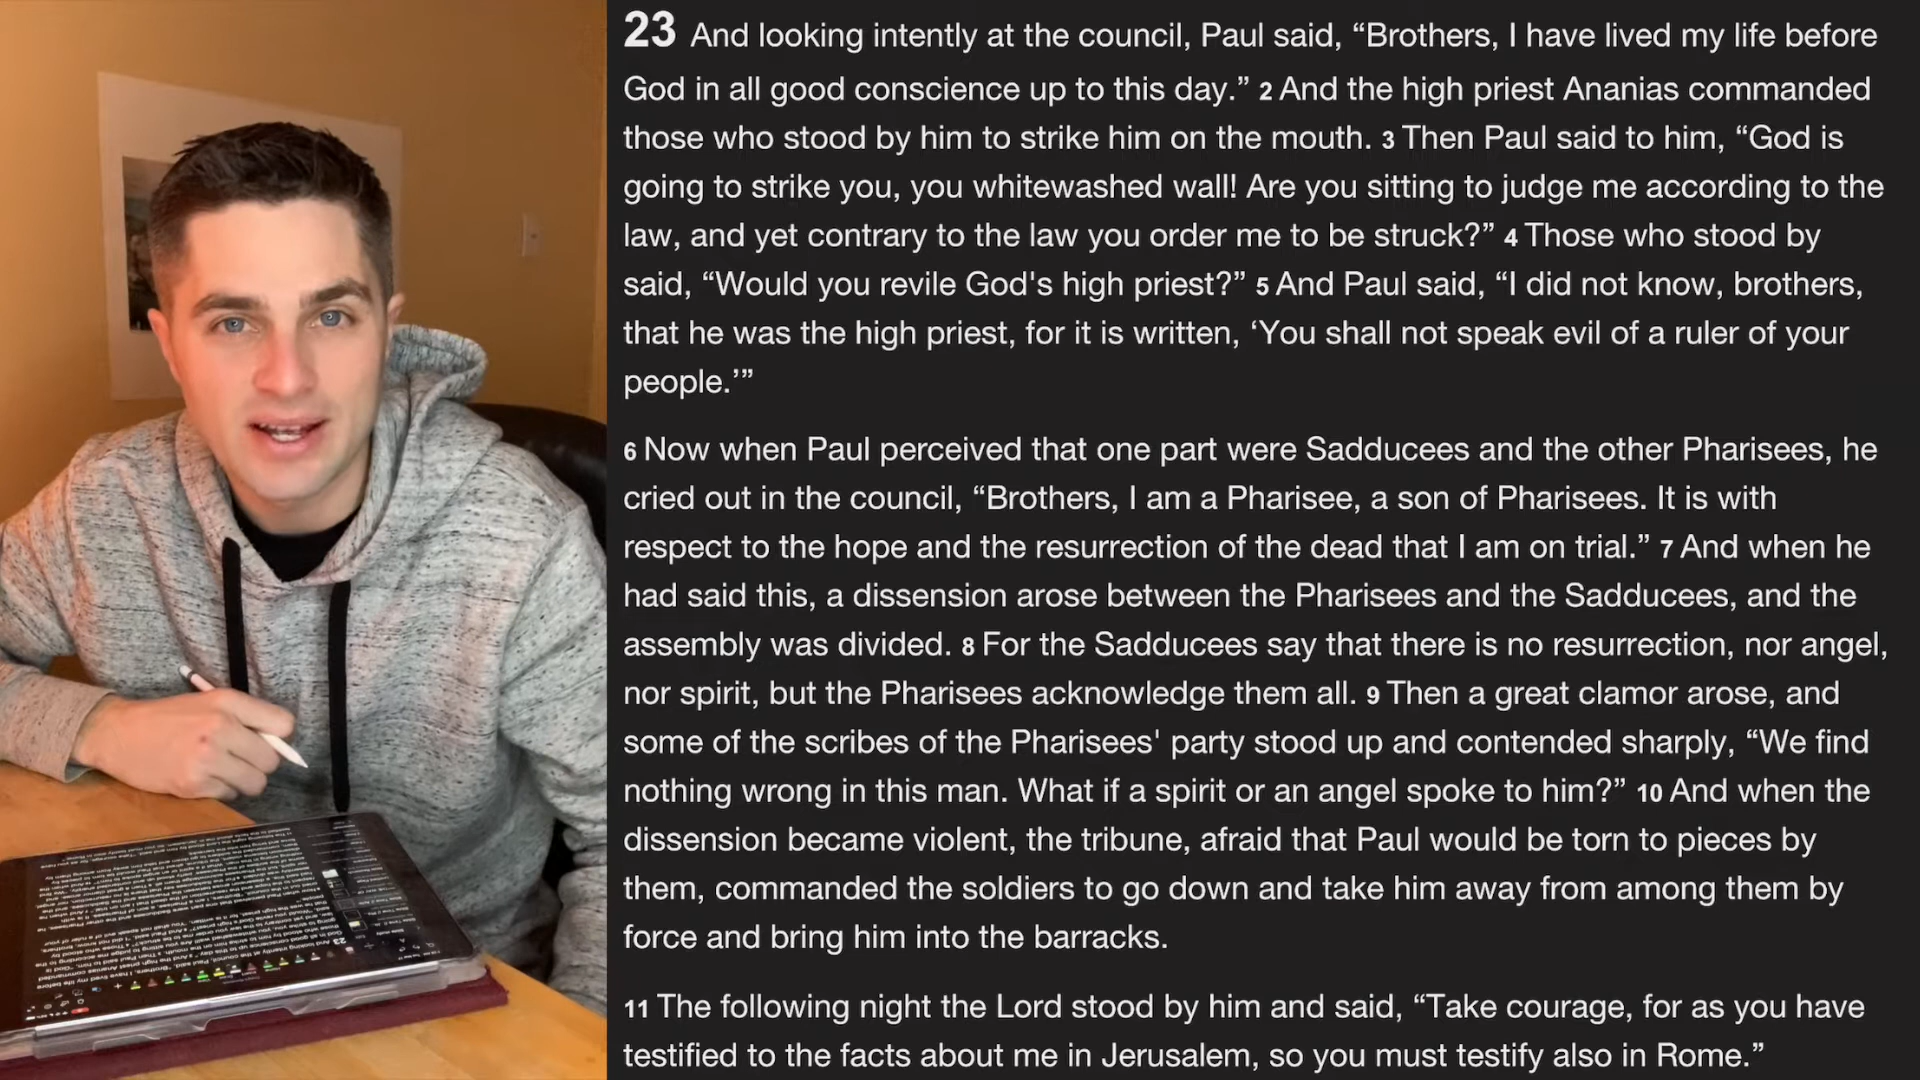 23 And looking intently at the council, Paul said, “Brothers, I have lived my life before
God in all good conscience up to this day.” 2 And the high priest Ananias commanded
those who stood by him to strike him on the mouth. 3 Then Paul said to him, “God is
going to strike you, you whitewashed wall! Are you sitting to judge me according to the
law, and yet contrary to the law you order me to be struck?” 4 Those who stood by
said, “Would you revile God's high priest?” 5 And Paul said, “I did not know, brothers,
that he was the high priest, for it is written, ‘You shall not speak evil of a ruler of your
people.’”
6 Now when Paul perceived that one part were Sadducees and the other Pharisees, he
cried out in the council, “Brothers, I am a Pharisee, a son of Pharisees. It is with
respect to the hope and the resurrection of the dead that I am on trial.” 7 And when he
had said this, a dissension arose between the Pharisees and the Sadducees, and the
assembly was divided. 8 For the Sadducees say that there is no resurrection, nor angel,
nor spirit, but the Pharisees acknowledge them all. 9 Then a great clamor arose, and
some of the scribes of the Pharisees' party stood up and contended sharply, “We find
nothing wrong in this man. What if a spirit or an angel spoke to him?” 10 And when the
dissension became violent, the tribune, afraid that Paul would be torn to pieces by
them, commanded the soldiers to go down and take him away from among them by
force and bring him into the barracks.
11 The following night the Lord stood by him and said, “Take courage, for as you have
testified to the facts about me in Jerusalem, so you must testify also in Rome.”